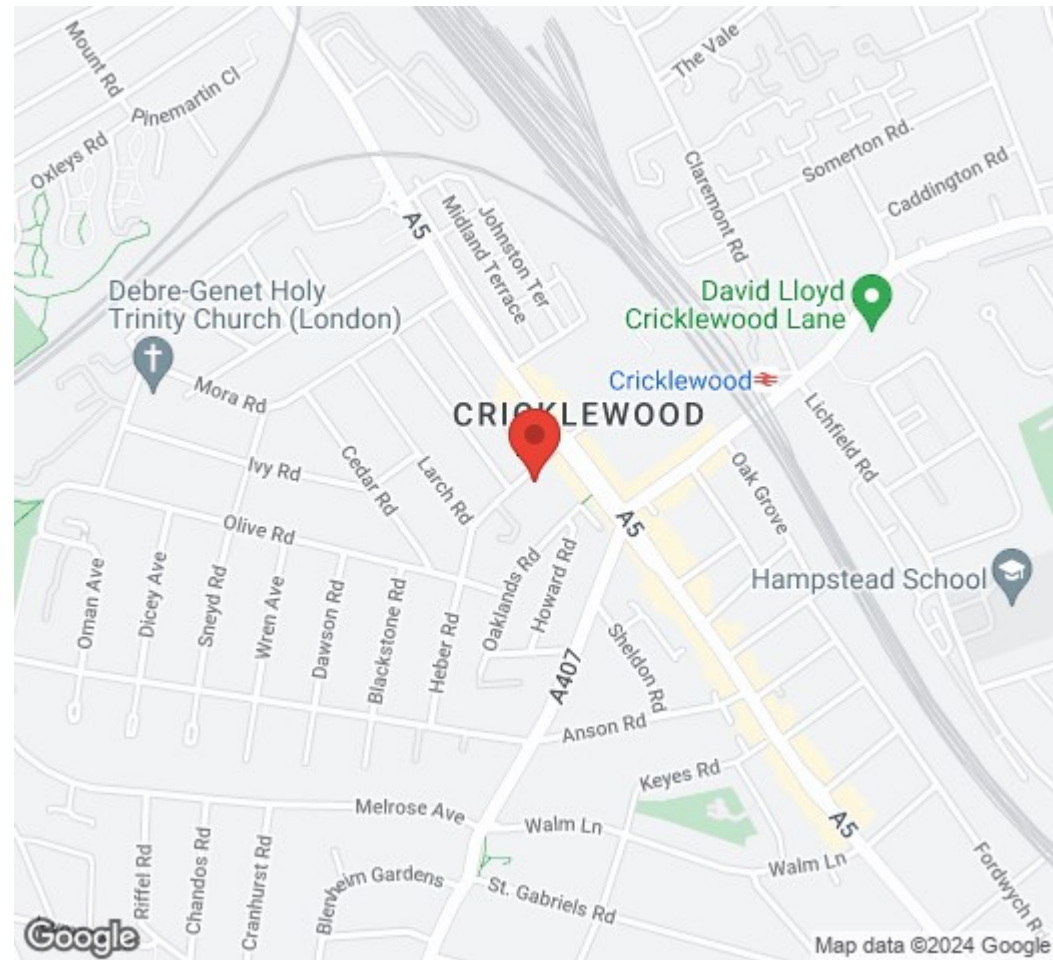 Mount Rd
Pinemartin Cl
Oxleys Rd
The Vale
Somerton Rd.
Claremont Rd
Caddington Rd
A5
Midland Terrace
Johnston Ter
Debre-Genet Holy
Trinity Church (London)
David Lloyd
Cricklewood Lane
Cricklewood
Mora Rd
CRICKLEWOOD
Lichfield Rd
Ivy Rd
Cedar Rd
Larch Rd
Oak Grove
Olive Rd
A5
Oman Ave
Dicey Ave
Sneyd Rd
Wren Ave
Dawson Rd
Blackstone Rd
Heber Rd
Oaklands Rd
Howard Rd
Hampstead School
Sheldon Rd
A407
Anson Rd
Keyes Rd
Melrose Ave
Walm Ln
A5
Walm Ln
Riffel Rd
Chandos Rd
Cranhurst Rd
Blenheim Gardens
St. Gabriels Rd
Fordwych Rd
Google
Map data ©2024 Google